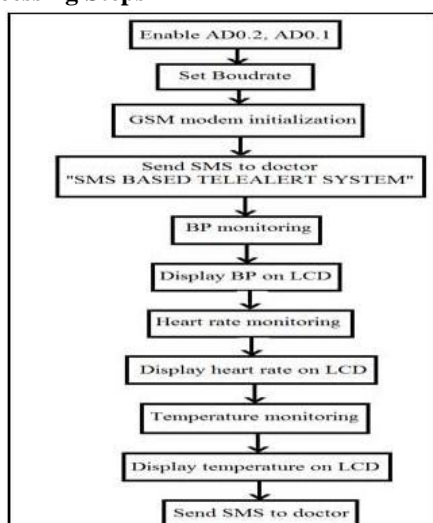 cessing Steps
Enable AD0.2, AD0.1
Set Boudrate
GSM modem initialization
Send SMS to doctor
"SMS BASED TELEALERT SYSTEM"
BP monitoring
Display BP on LCD
Heart rate monitoring
Display heart rate on LCD
Temperature monitoring
Display temperature on LCD
Send SMS to doctor